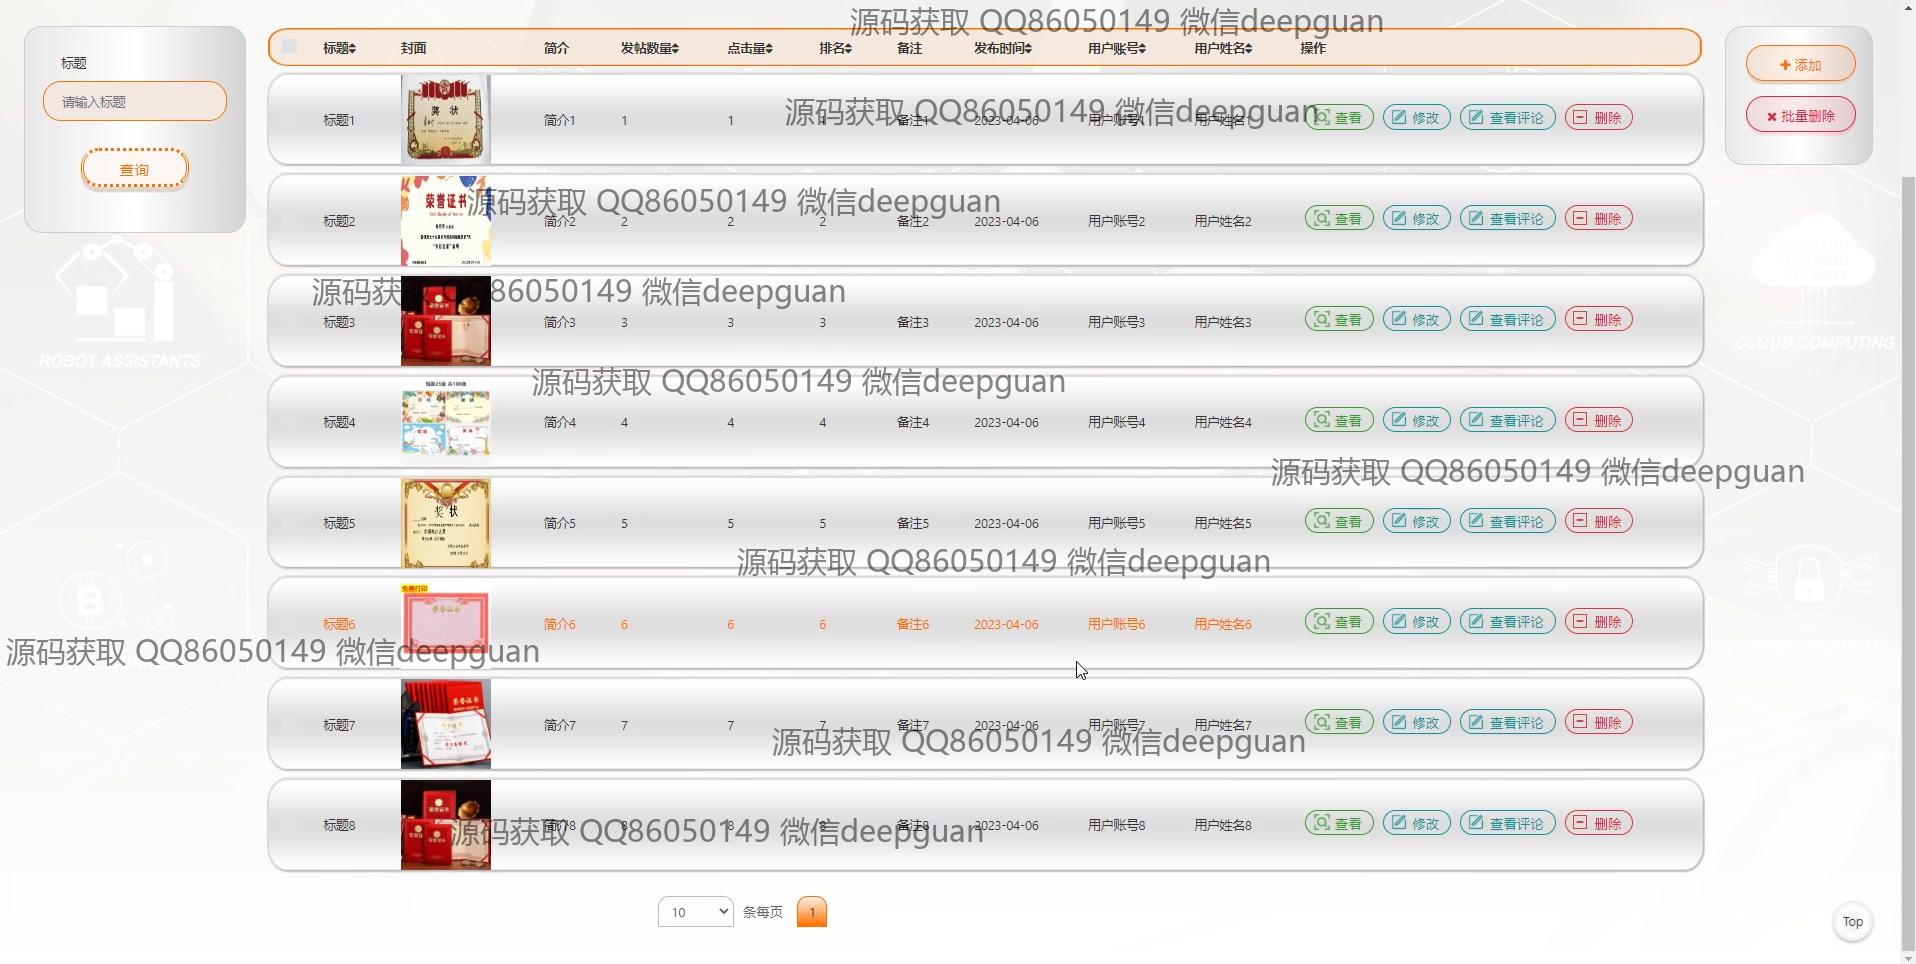 源码获取 QQ86050149 微信deepguan
标题
请输入标题
查询
标题 封面 简介 发帖数量 点击量 排名 备注 发布时间 用户账号 用户姓名 操作
添加
批量删除
奖状
标题1 简介1 1 1 1 备注1 2023-04-06 用户账号1 用户姓名1 查看 修改 查看评论 删除
源码获取 QQ86050149 微信deepguan
荣誉证书
源码获取 QQ86050149 微信deepguan
标题2 简介2 2 2 2 备注2 2023-04-06 用户账号2 用户姓名2 查看 修改 查看评论 删除
源码获取 QQ86050149 微信deepguan
标题3 简介3 3 3 3 备注3 2023-04-06 用户账号3 用户姓名3 查看 修改 查看评论 删除
ROBOT ASSISTANTS
CLOUD COMPUTING
源码获取 QQ86050149 微信deepguan
标题4 简介4 4 4 4 备注4 2023-04-06 用户账号4 用户姓名4 查看 修改 查看评论 删除
源码获取 QQ86050149 微信deepguan
奖状
标题5 简介5 5 5 5 备注5 2023-04-06 用户账号5 用户姓名5 查看 修改 查看评论 删除
源码获取 QQ86050149 微信deepguan
免费打印
荣誉证书
标题6 简介6 6 6 6 备注6 2023-04-06 用户账号6 用户姓名6 查看 修改 查看评论 删除
源码获取 QQ86050149 微信deepguan
CYBER SECURITY
荣誉证书
标题7 简介7 7 7 7 备注7 2023-04-06 用户账号7 用户姓名7 查看 修改 查看评论 删除
源码获取 QQ86050149 微信deepguan
标题8 简介8 8 8 8 备注8 2023-04-06 用户账号8 用户姓名8 查看 修改 查看评论 删除
源码获取 QQ86050149 微信deepguan
10 条每页 1
Top